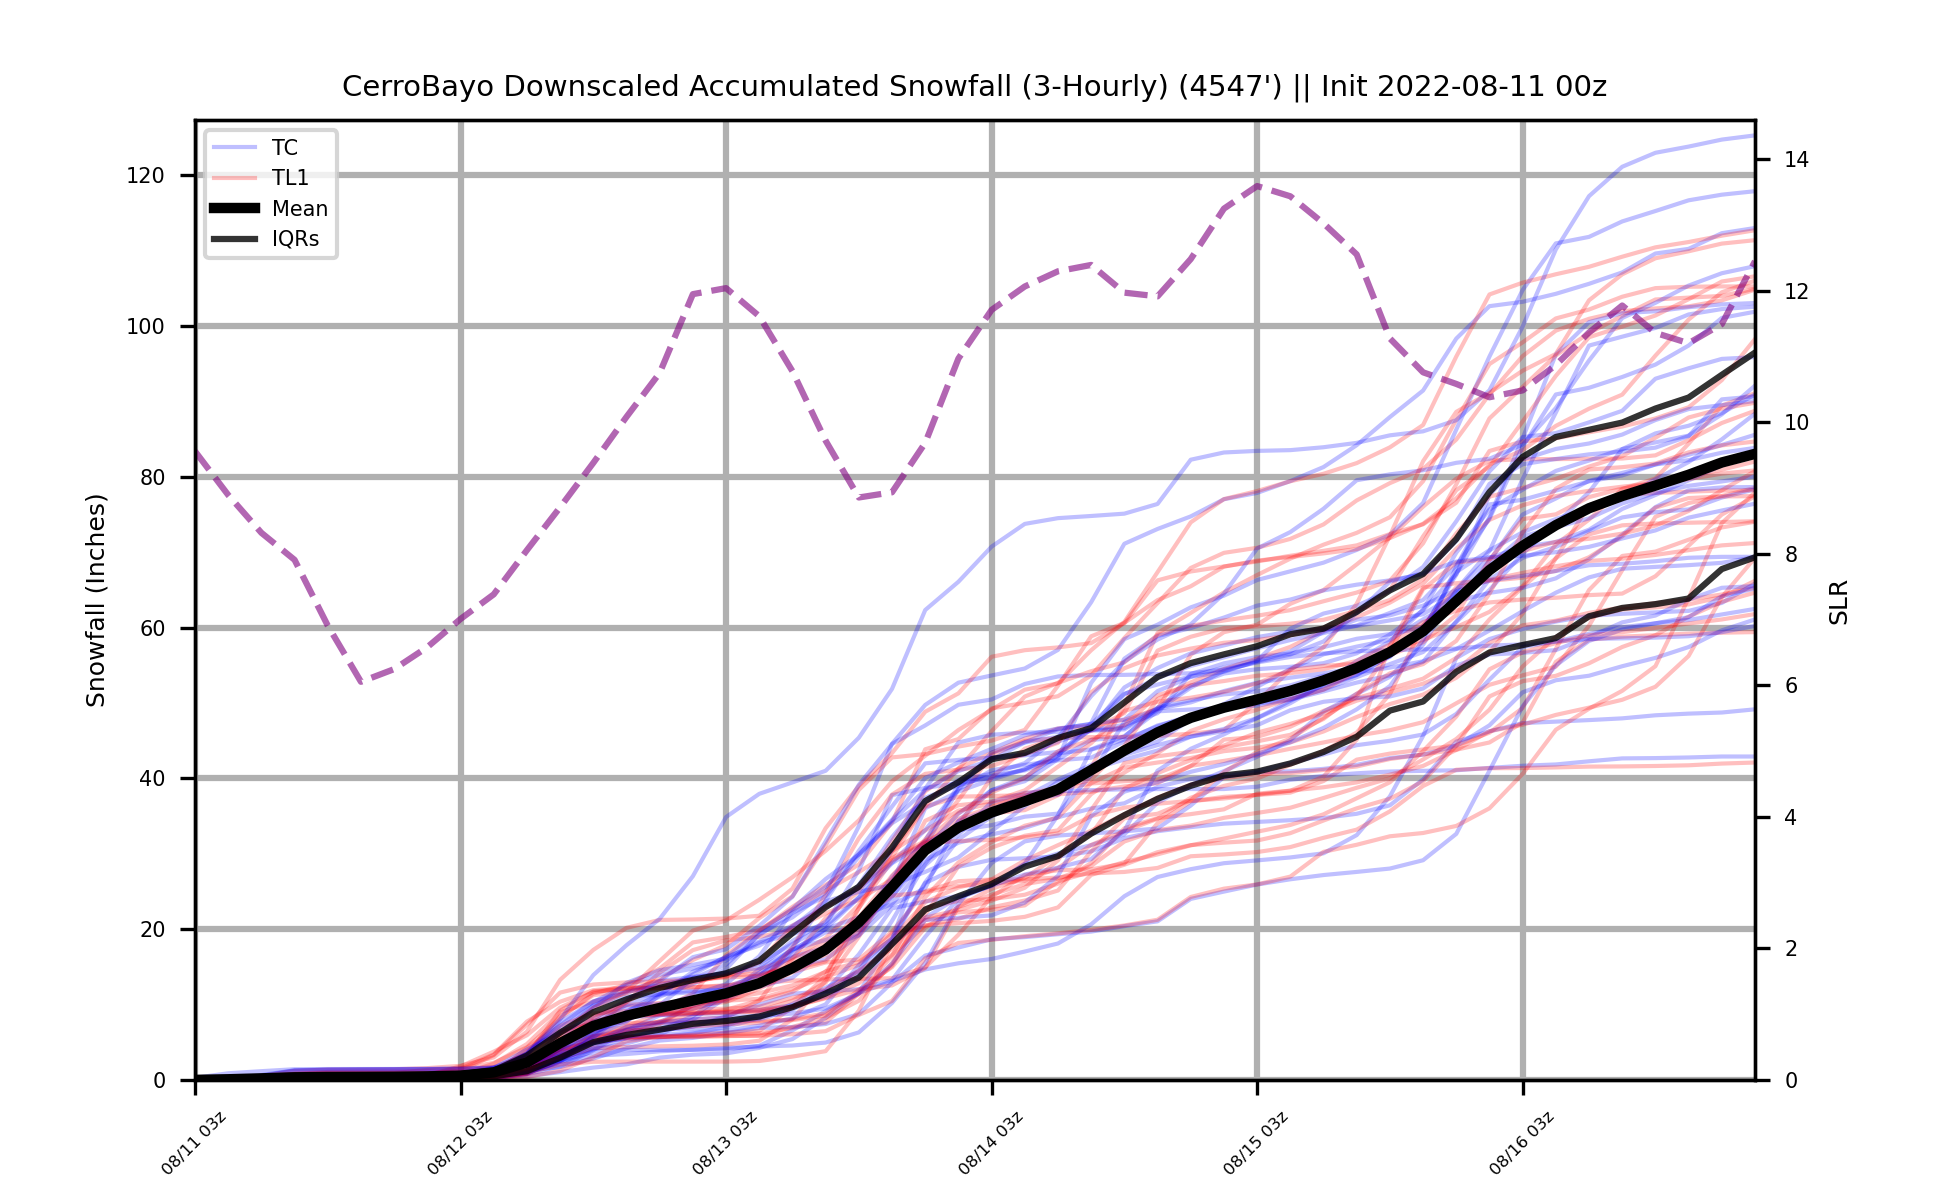 CerroBayo Downscaled Accumulated Snowfall (3-Hourly) (4547') || Init 2022-08-11 00z
TC
TL1
Mean
IQRs
120
100
80
60
40
20
0
Snowfall (Inches)
14
12
10
8
6
4
2
0
SLR
08/11 03z
08/12 03z
08/13 03z
08/14 03z
08/15 03z
08/16 03z